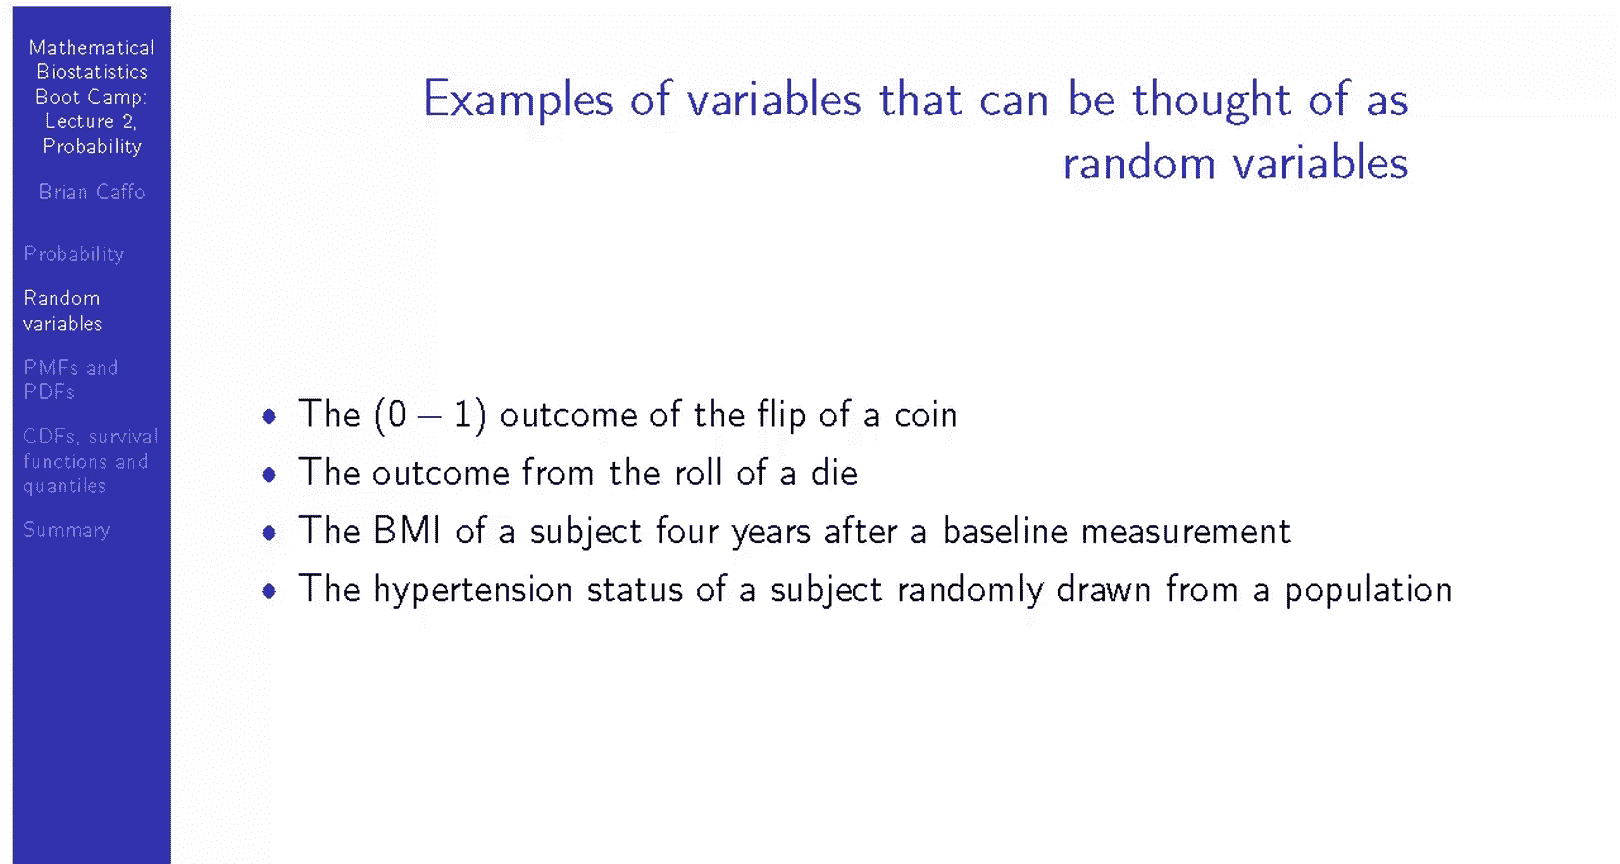 Mathematical
Biostatistics
Boot Camp:
Lecture 2,
Probability
Brian Caffo
Probability
Random
variables
PMFs and
PDFs
CDFs, survival
functions and
quantiles
Summary
Examples of variables that can be thought of as
random variables
• The (0 − 1) outcome of the flip of a coin
• The outcome from the roll of a die
• The BMI of a subject four years after a baseline measurement
• The hypertension status of a subject randomly drawn from a population